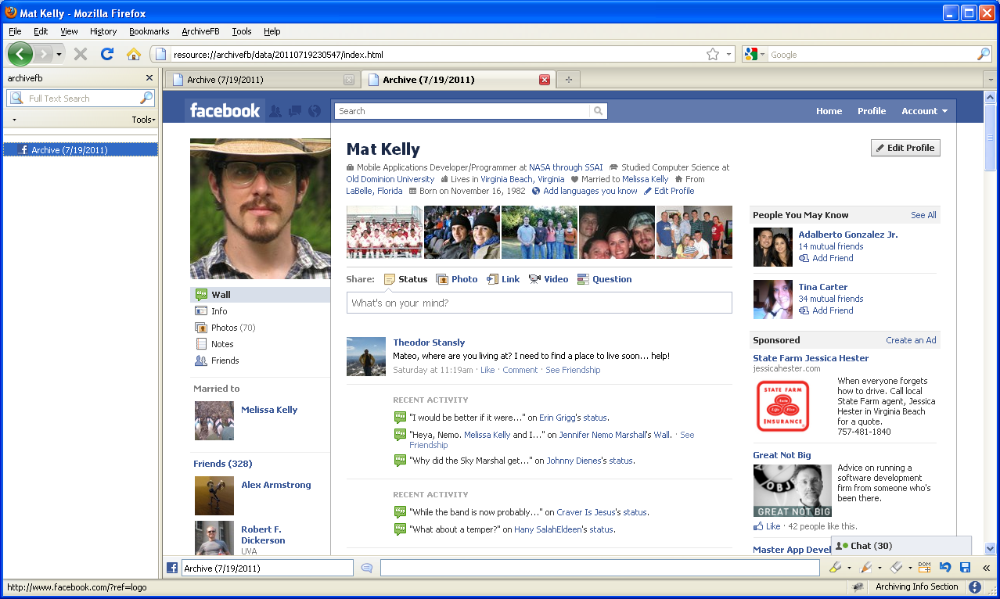 Mat Kelly - Mozilla Firefox
File Edit View History Bookmarks ArchiveFB Tools Help
resource://archivefb/data/20110719230547/index.html
Google
archivefb
Full Text Search
Tools
Archive (7/19/2011)
Archive (7/19/2011)
Archive (7/19/2011)
facebook
Search
Home Profile Account
Mat Kelly
Edit Profile
Mobile Applications Developer/Programmer at NASA through SSAI Studied Computer Science at
Old Dominion University Lives in Virginia Beach, Virginia Married to Melissa Kelly From
LaBelle, Florida Born on November 16, 1982 Add languages you know Edit Profile
Share: Status Photo Link Video Question
What's on your mind?
Wall
Info
Photos (70)
Notes
Friends
Married to
Melissa Kelly
Friends (328)
Alex Armstrong
Robert F.
Dickerson
UVA
Theodor Stansly
Mateo, where are you living at? I need to find a place to live soon... help!
Saturday at 11:19am · Like · Comment · See Friendship
RECENT ACTIVITY
"I would be better if it were..." on Erin Grigg's status.
"Heya, Nemo. Melissa Kelly and I..." on Jennifer Nemo Marshall's Wall. · See
Friendship
"Why did the Sky Marshal get..." on Johnny Dienes's status.
RECENT ACTIVITY
"While the band is now probably..." on Craver Is Jesus's status.
"What about a temper?" on Hany SalahEldeen's status.
People You May Know See All
Adalberto Gonzalez Jr.
14 mutual friends
Add Friend
Tina Carter
34 mutual friends
Add Friend
Sponsored Create an Ad
State Farm Jessica Hester
jessicahester.com
STATE FARM
Auto
Life Fire
INSURANCE
When everyone forgets
how to drive. Call local
State Farm agent, Jessica
Hester in Virginia Beach
for a quote.
757-481-1840
Great Not Big
OBJ
GREAT NOT BIG
Advice on running a
software development
firm from someone who's
been there.
Like · 42 people like this.
Master App Devel
Chat (30)
Archive (7/19/2011)
DOM
http://www.facebook.com/?ref=logo
Archiving Info Section